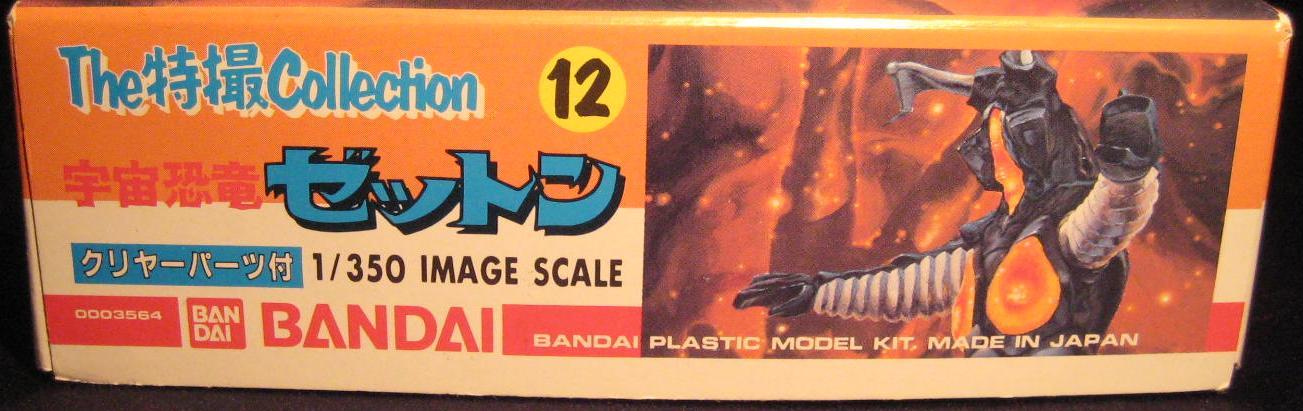 The特撮Collection 12
宇宙恐竜ゼットン
クリヤーパーツ付 1/350 IMAGE SCALE
0003564 BAN DAI BANDAI BANDAI PLASTIC MODEL KIT. MADE IN JAPAN